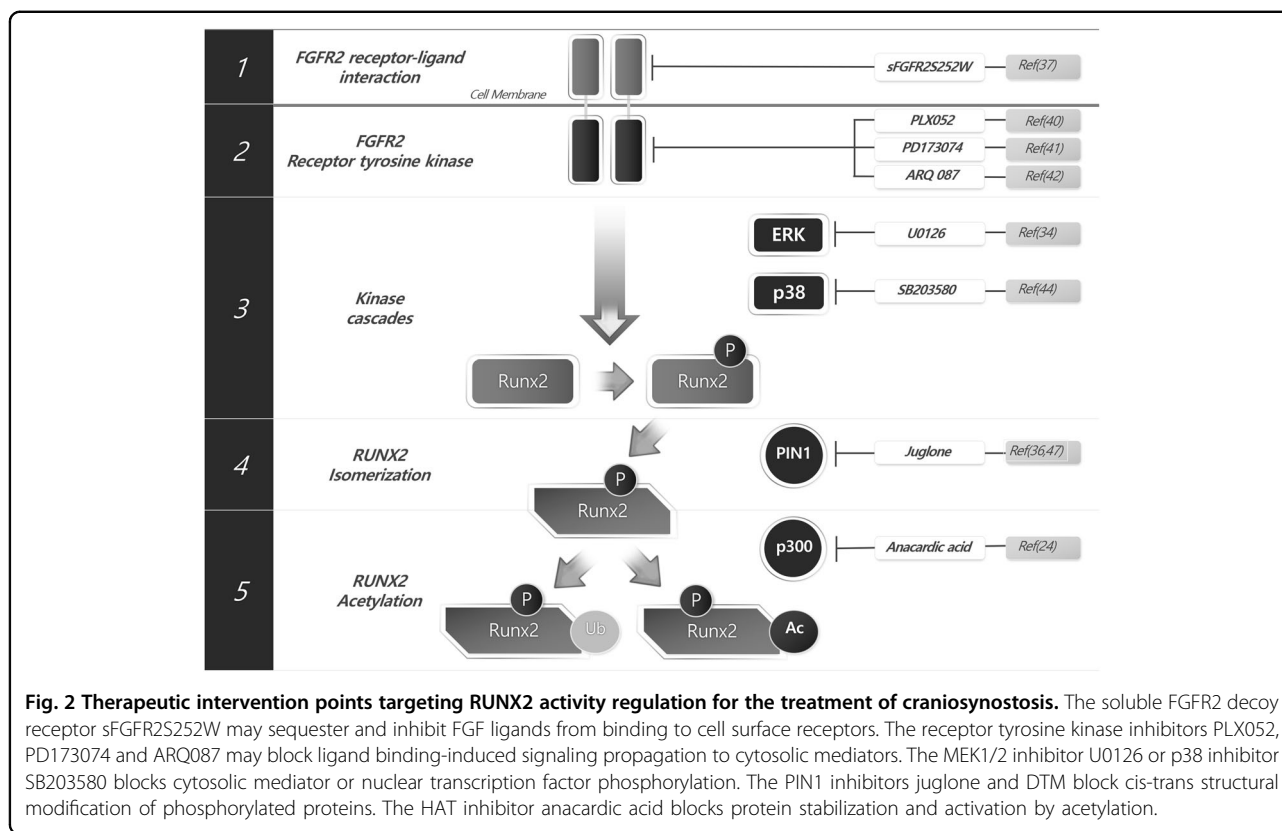 1
FGFR2 receptor-ligand
interaction
Cell Membrane
sFGFR2S252W
Ref(37)
2
FGFR2
Receptor tyrosine kinase
PLX052
Ref(40)
PD173074
Ref(41)
ARQ 087
Ref(42)
3
Kinase
cascades
ERK
U0126
Ref(34)
p38
SB203580
Ref(44)
P
Runx2
Runx2
4
RUNX2
Isomerization
PIN1
Juglone
Ref(36,47)
P
Runx2
5
RUNX2
Acetylation
p300
Anacardic acid
Ref(24)
P
Runx2
Ub
P
Runx2
Ac
Fig. 2 Therapeutic intervention points targeting RUNX2 activity regulation for the treatment of craniosynostosis. The soluble FGFR2 decoy
receptor sFGFR2S252W may sequester and inhibit FGF ligands from binding to cell surface receptors. The receptor tyrosine kinase inhibitors PLX052,
PD173074 and ARQ087 may block ligand binding-induced signaling propagation to cytosolic mediators. The MEK1/2 inhibitor U0126 or p38 inhibitor
SB203580 blocks cytosolic mediator or nuclear transcription factor phosphorylation. The PIN1 inhibitors juglone and DTM block cis-trans structural
modification of phosphorylated proteins. The HAT inhibitor anacardic acid blocks protein stabilization and activation by acetylation.